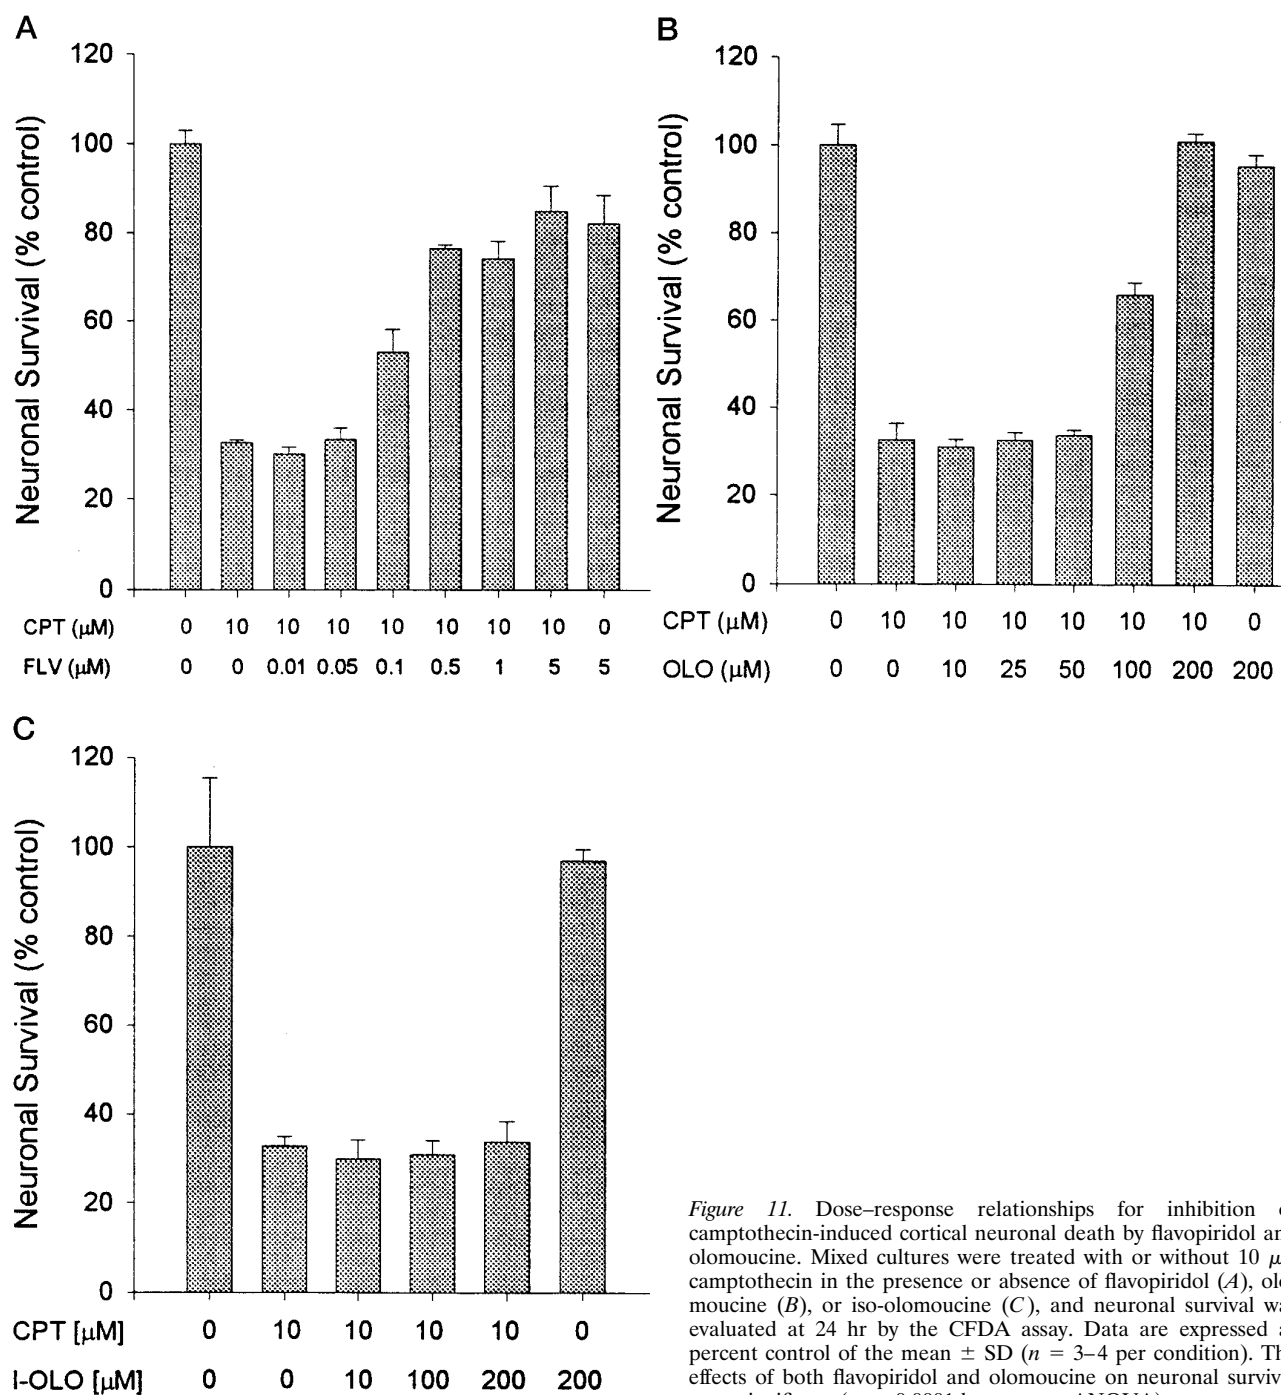 A
120
100
80
60
40
20
0
Neuronal Survival (% control)
CPT (μM) 0 10 10 10 10 10 10 10 0
FLV (μM) 0 0 0.01 0.05 0.1 0.5 1 5 5
B
120
100
80
60
40
20
0
Neuronal Survival (% control)
CPT (μM) 0 10 10 10 10 10 10 0
OLO (μM) 0 0 10 25 50 100 200 200
C
120
100
80
60
40
20
0
Neuronal Survival (% control)
CPT [μM] 0 10 10 10 10 0
I-OLO [μM] 0 0 10 100 200 200
Figure 11. Dose–response relationships for inhibition
camptothecin-induced cortical neuronal death by flavopiridol an
olomoucine. Mixed cultures were treated with or without 10 μ
camptothecin in the presence or absence of flavopiridol (A), olo
moucine (B), or iso-olomoucine (C), and neuronal survival wa
evaluated at 24 hr by the CFDA assay. Data are expressed a
percent control of the mean ± SD (n = 3–4 per condition). Th
effects of both flavopiridol and olomoucine on neuronal surviv